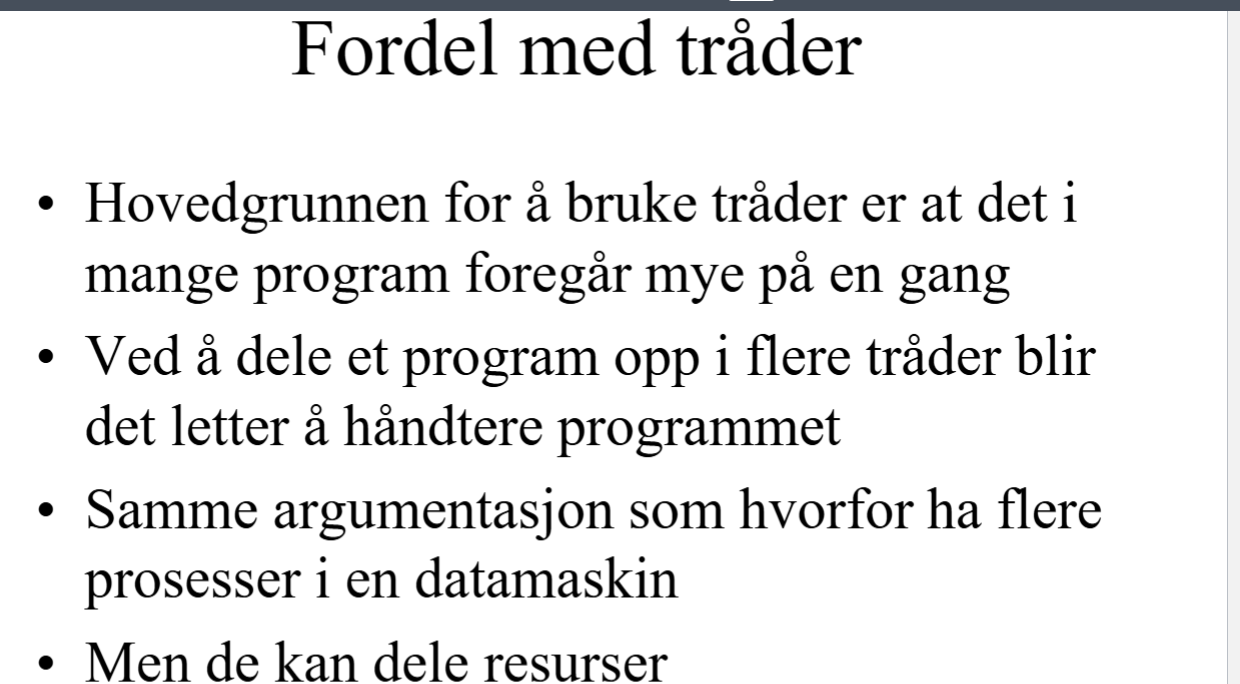 Fordel med tråder
• Hovedgrunnen for å bruke tråder er at det i
mange program foregår mye på en gang
• Ved å dele et program opp i flere tråder blir
det letter å håndtere programmet
• Samme argumentasjon som hvorfor ha flere
prosesser i en datamaskin
• Men de kan dele resurser